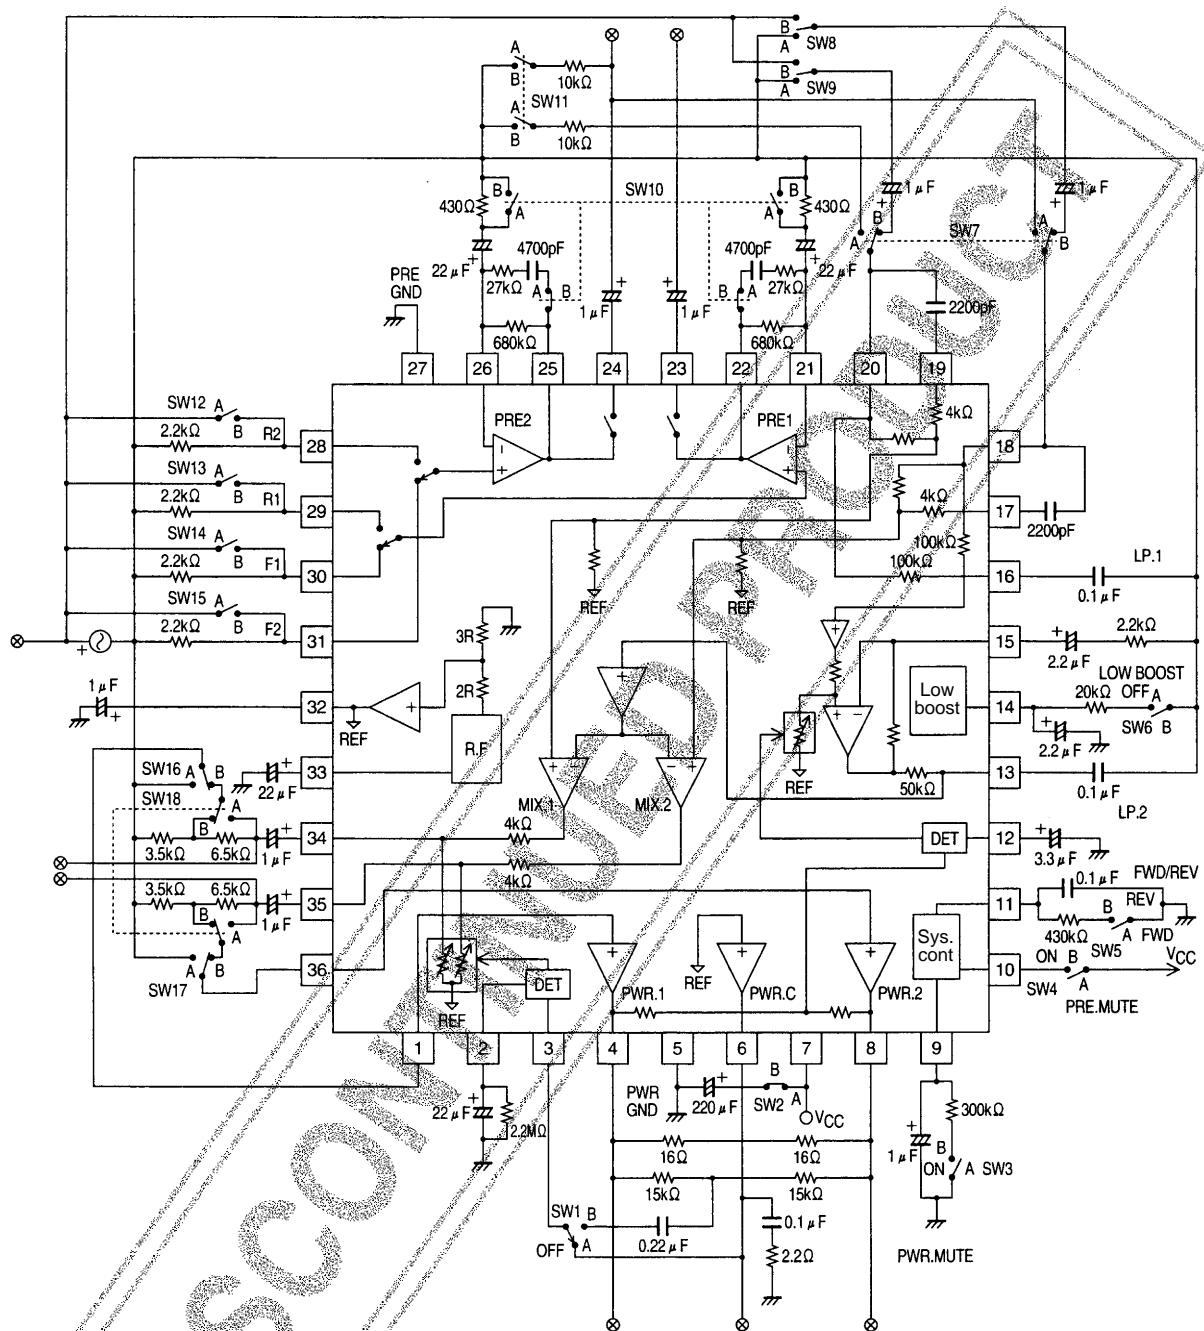 B
A
SW8
B
A
SW9
A
B
10kΩ
SW11
A
B
10kΩ
B
430Ω
A
SW10
B
A
430Ω
1μF
+
1μF
+
A
B
SW7
A
B
22μF
+
4700pF
27kΩ
A
B
680kΩ
1μF
+
+
1μF
4700pF
B
A
27kΩ
680kΩ
+
22μF
2200pF
PRE
GND
27
26
25
24
23
22
21
20
19
SW12
A
B
2.2kΩ
R2
28
SW13
A
B
2.2kΩ
R1
29
SW14
A
B
2.2kΩ
F1
30
SW15
A
B
2.2kΩ
F2
31
+
1μF
+
32
PRE2
-
+
PRE1
-
+
4kΩ
18
4kΩ
17
2200pF
100kΩ
100kΩ
16
LP.1
0.1μF
REF
REF
3R
2R
+
REF
R.F
+
+
15
2.2μF
+
2.2kΩ
Low
boost
LOW BOOST
14
20kΩ
OFF
A
SW6
B
+
2.2μF
+
-
REF
50kΩ
13
0.1μF
LP.2
33
22μF
+
SW16
A
B
SW18
A
B
3.5kΩ
6.5kΩ
1μF
+
34
3.5kΩ
6.5kΩ
B
A
1μF
+
35
A
B
SW17
36
+
-
MIX.1
-
+
MIX.2
4kΩ
4kΩ
DET
12
+
3.3μF
0.1μF
FWD/REV
11
430kΩ
B
REV
A
SW5
FWD
Sys.
cont
10
ON
B
A
SW4
PRE.MUTE
VCC
REF
DET
+
PWR.1
REF
+
PWR.C
+
PWR.2
1
2
3
4
5
6
7
8
9
22μF
+
2.2MΩ
PWR
GND
220μF
+
B
SW2
A
VCC
16Ω
16Ω
15kΩ
15kΩ
SW1
B
OFF
A
0.22μF
0.1μF
2.2Ω
300kΩ
+
1μF
B
ON
A
SW3
PWR.MUTE
DISCONTINUED PRODUCT